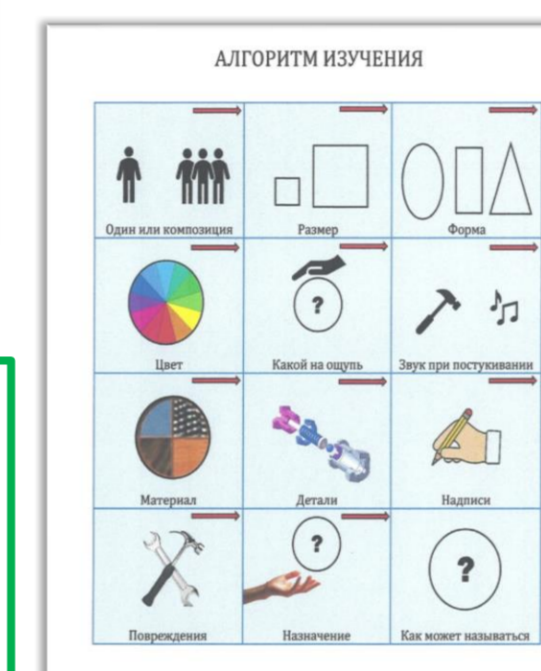 АЛГОРИТМ ИЗУЧЕНИЯ
Один или композиция
Размер
Форма
?
Цвет
Какой на ощупь
Звук при постукивании
Материал
Детали
Надписи
?
?
Повреждения
Назначение
Как может называться